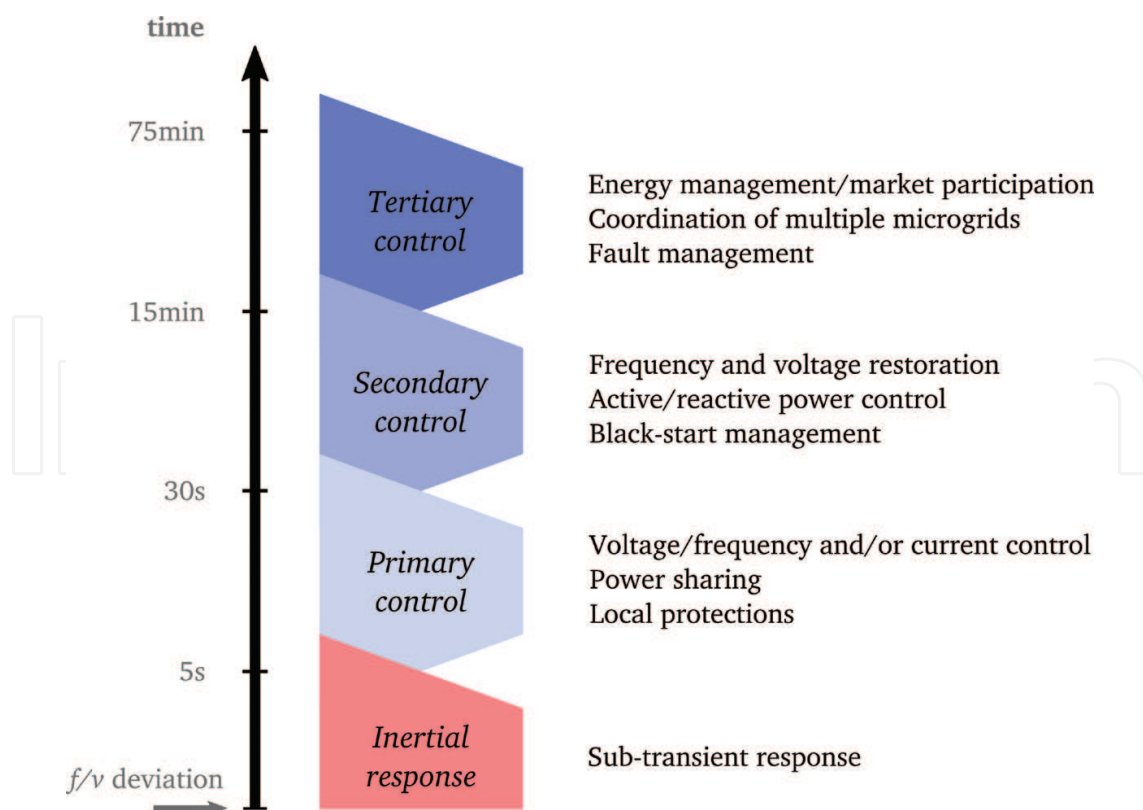 time
75min
Tertiary
control
Energy management/market participation
Coordination of multiple microgrids
Fault management
15min
Secondary
control
Frequency and voltage restoration
Active/reactive power control
Black-start management
30s
Primary
control
Voltage/frequency and/or current control
Power sharing
Local protections
5s
Inertial
response
Sub-transient response
f/v deviation